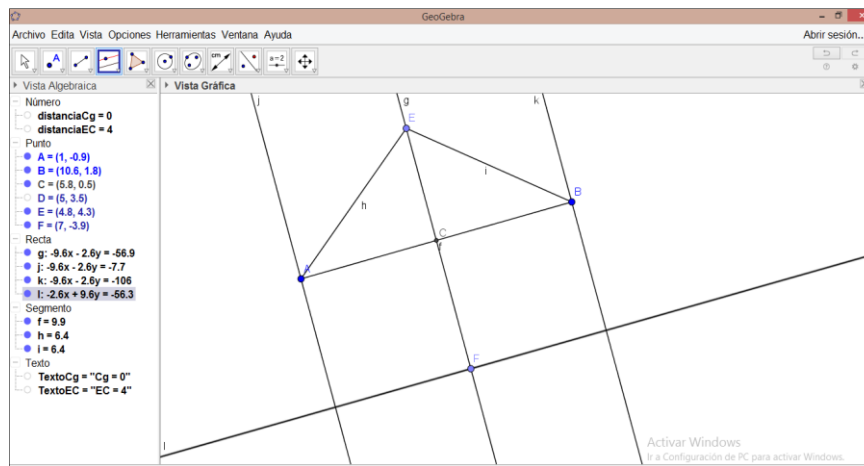 GeoGebra
Archivo Edita Vista Opciones Herramientas Ventana Ayuda
Abrir sesión...
A
cm
a=2
Vista Algebraica
Vista Gráfica
Número
distanciaCg = 0
distanciaEC = 4
Punto
A = (1, -0.9)
B = (10.6, 1.8)
C = (5.8, 0.5)
D = (5, 3.5)
E = (4.8, 4.3)
F = (7, -3.9)
Recta
g: -9.6x - 2.6y = -56.9
j: -9.6x - 2.6y = -7.7
k: -9.6x - 2.6y = -106
l: -2.6x + 9.6y = -56.3
Segmento
f = 9.9
h = 6.4
i = 6.4
Texto
TextoCg = "Cg = 0"
TextoEC = "EC = 4"
j
g
k
E
i
B
h
C
f
A
F
l
Activar Windows
Ir a Configuración de PC para activar Windows.